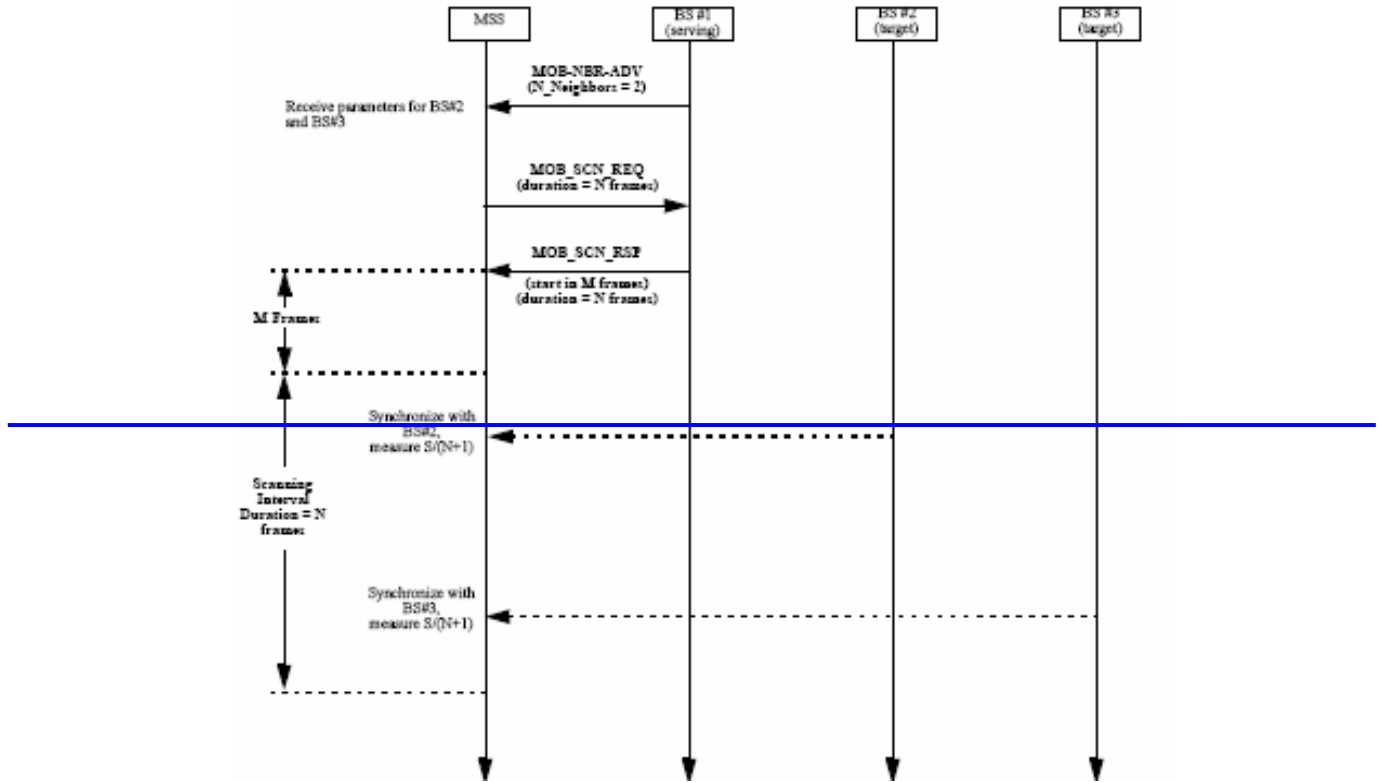 MSS
BS #1
(serving)
BS #2
(target)
BS #3
(target)
MOB-NBR-ADV
(N_Neighbors = 2)
Receive parameters for BS#2
and BS#3
MOB_SCN_REQ
(duration = N frames)
MOB_SCN_RSP
(start in M frames)
(duration = N frames)
M Frames
Synchronize with
BS#2,
measure S/(N+1)
Scanning
Interval
Duration = N
frames
Synchronize with
BS#3,
measure S/(N+1)